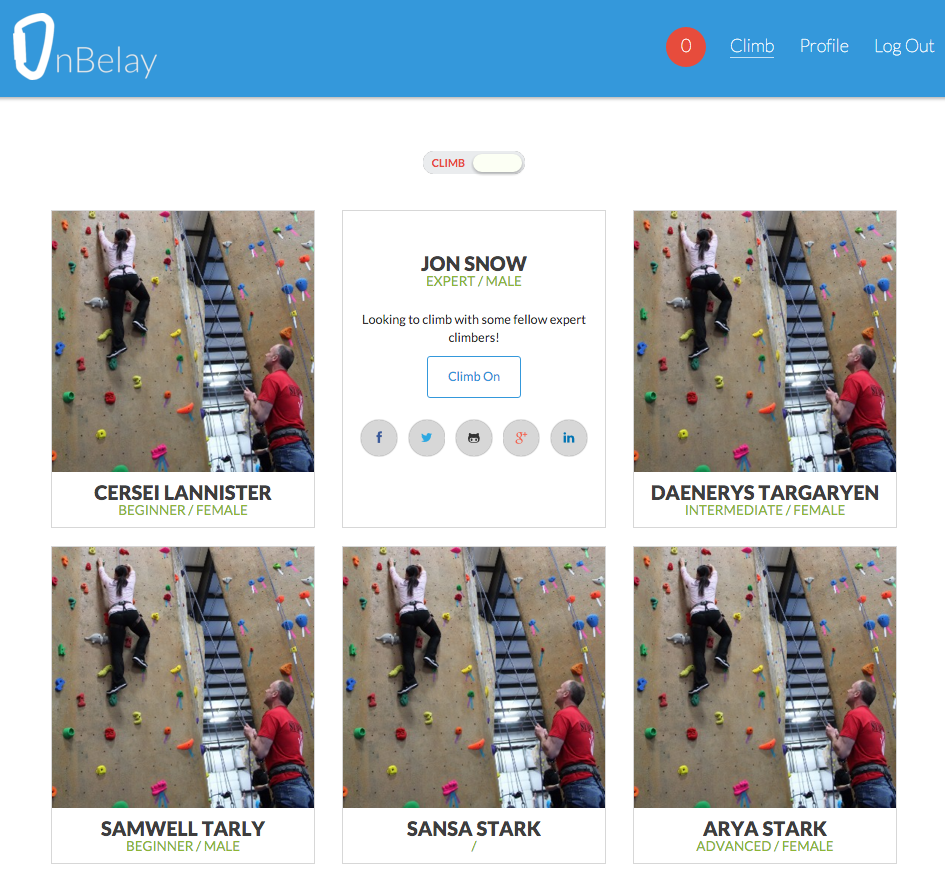 OnBelay
0
Climb
Profile
Log Out
CLIMB
CERSEI LANNISTER
BEGINNER / FEMALE
JON SNOW
EXPERT / MALE
Looking to climb with some fellow expert
climbers!
Climb On
f
g+
in
DAENERYS TARGARYEN
INTERMEDIATE / FEMALE
SAMWELL TARLY
BEGINNER / MALE
SANSA STARK
/
ARYA STARK
ADVANCED / FEMALE